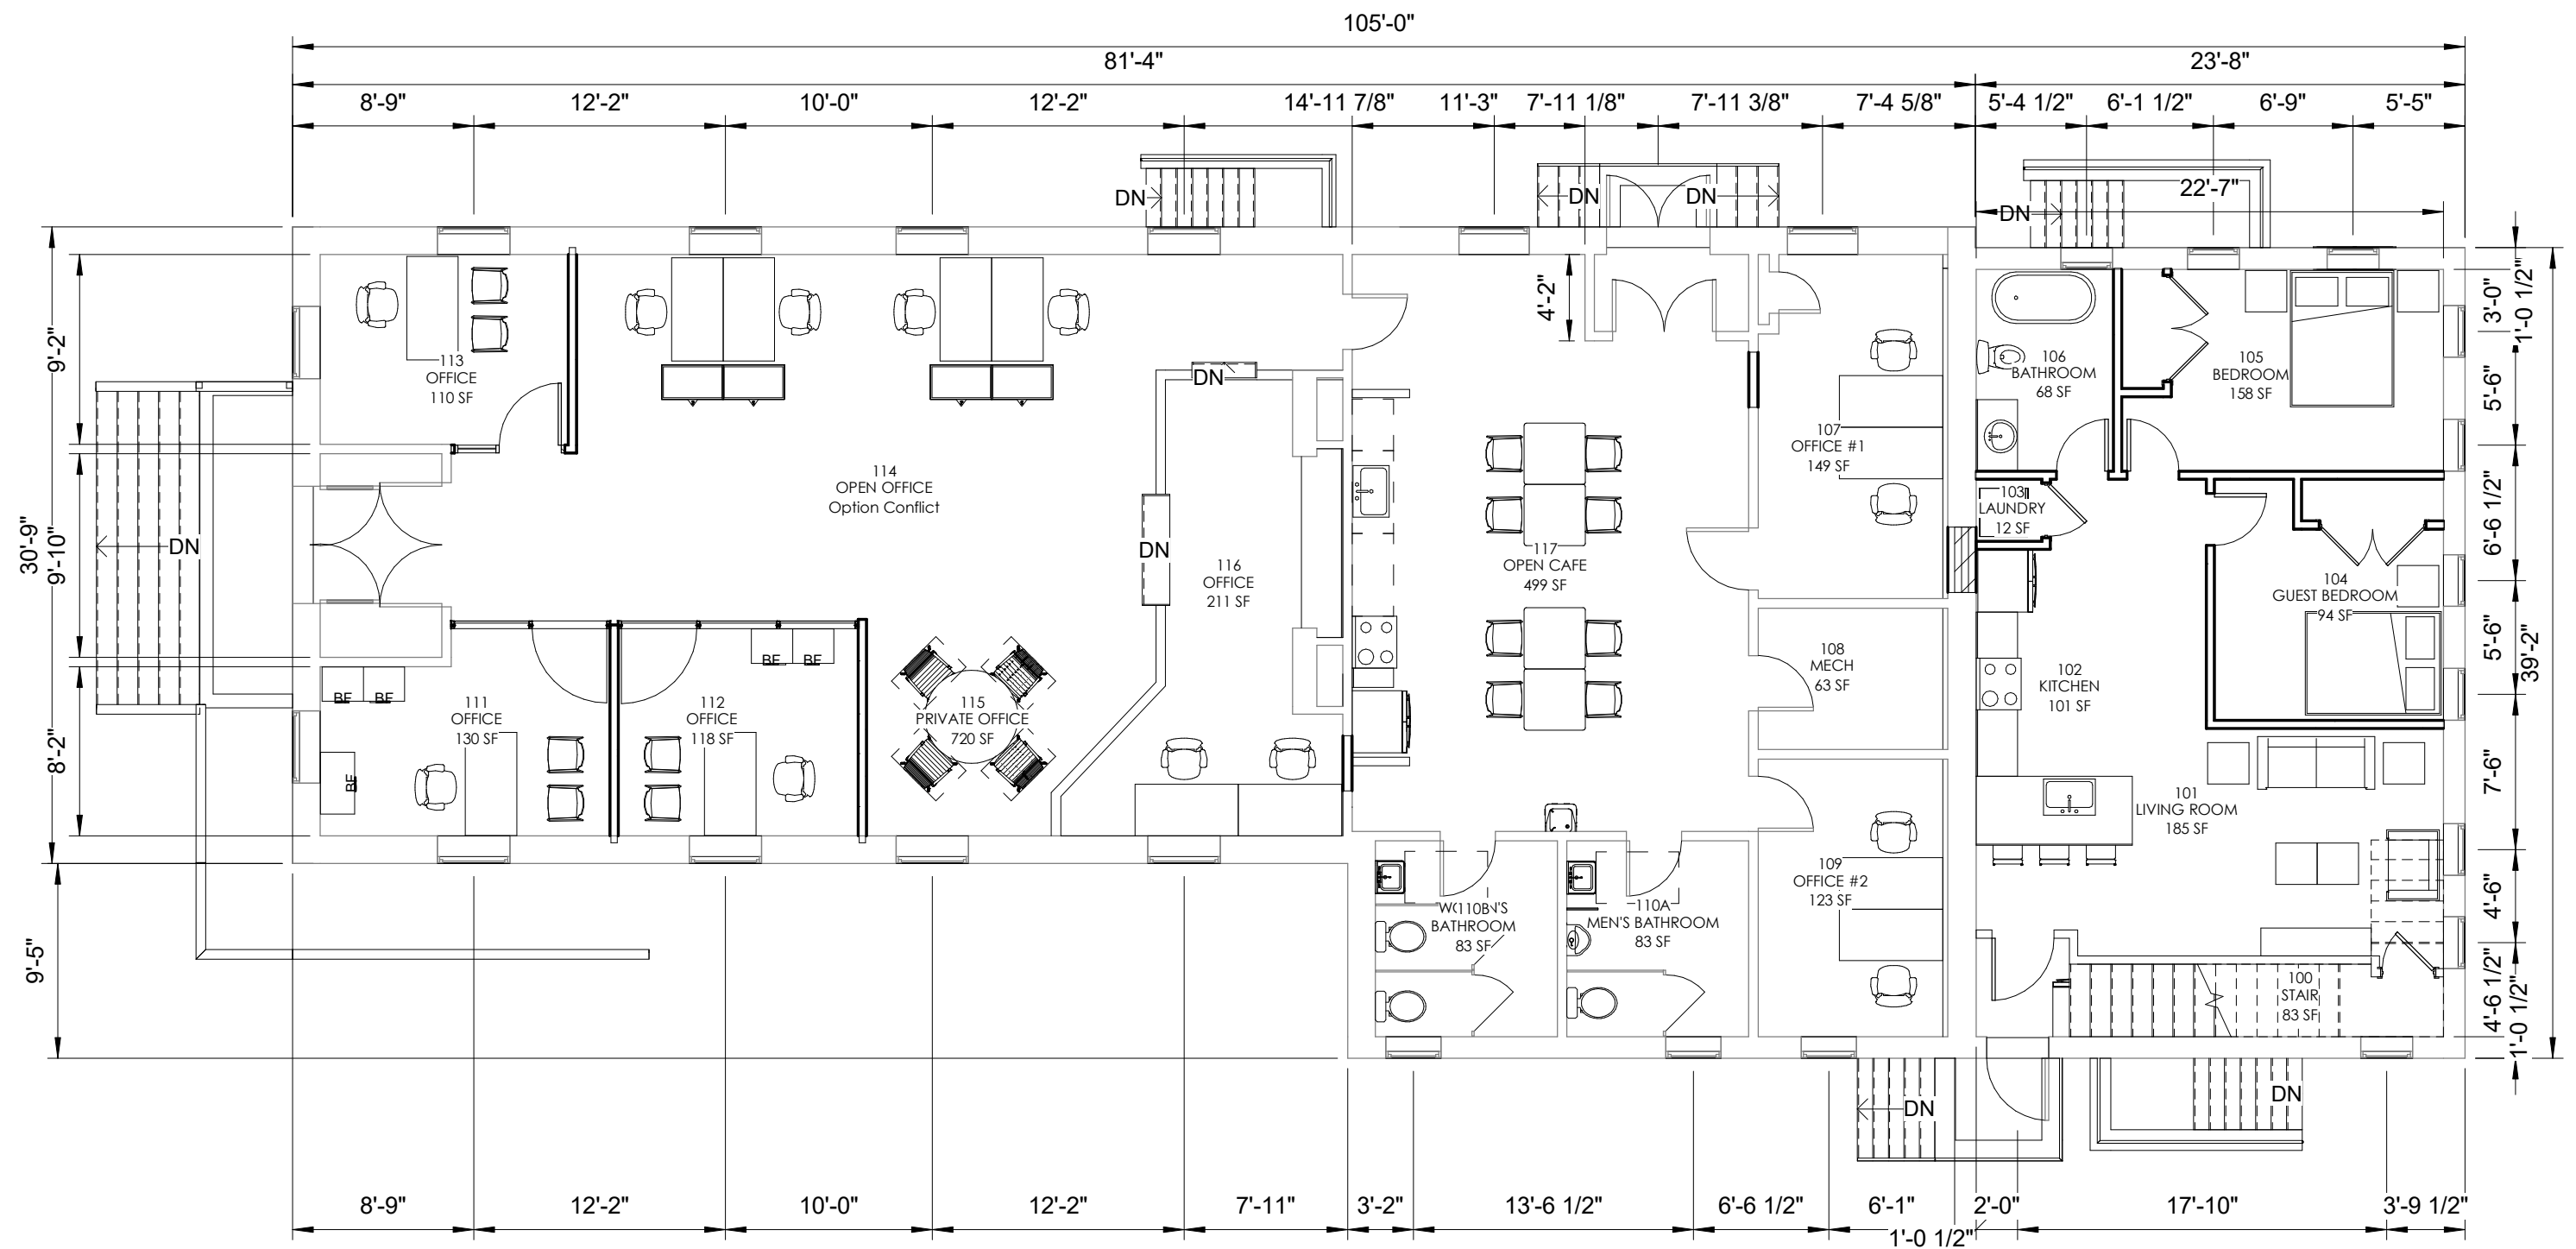 105'-0"
81'-4"
23'-8"
8'-9"
12'-2"
10'-0"
12'-2"
14'-11 7/8"
11'-3"
7'-11 1/8"
7'-11 3/8"
7'-4 5/8"
5'-4 1/2"
6'-1 1/2"
6'-9"
5'-5"
22'-7"
DN
DN
DN
DN
4'-2"
3'-0"
1'-0 1/2"
9'-2"
113
OFFICE
110 SF
DN
106
BATHROOM
68 SF
105
BEDROOM
158 SF
5'-6"
107
OFFICE #1
149 SF
114
OPEN OFFICE
Option Conflict
103
LAUNDRY
12 SF
6'-6 1/2"
30'-9"
9'-10"
DN
DN
116
OFFICE
211 SF
117
OPEN CAFE
499 SF
104
GUEST BEDROOM
94 SF
5'-6"
39'-2"
108
MECH
63 SF
102
KITCHEN
101 SF
BF
BF
BF
BF
BF
8'-2"
111
OFFICE
130 SF
112
OFFICE
118 SF
115
PRIVATE OFFICE
720 SF
7'-6"
101
LIVING ROOM
185 SF
109
OFFICE #2
123 SF
4'-6"
110B
BATHROOM
83 SF
110A
MEN'S BATHROOM
83 SF
9'-5"
100
STAIR
83 SF
4'-6 1/2"
1'-0 1/2"
DN
DN
8'-9"
12'-2"
10'-0"
12'-2"
7'-11"
3'-2"
13'-6 1/2"
6'-6 1/2"
6'-1"
1'-0 1/2"
2'-0"
17'-10"
3'-9 1/2"